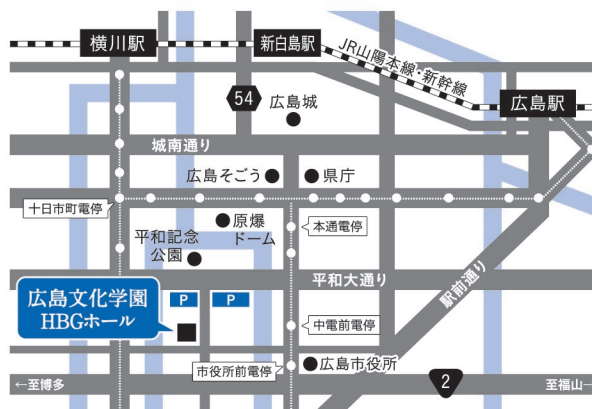 横川駅
新白島駅
JR山陽本線・新幹線
広島駅
54
広島城
城南通り
広島そごう
県庁
十日市町電停
原爆
ドーム
本通電停
平和記念
公園
平和大通り
駅前通り
広島文化学園
HBGホール
P
P
中電前電停
市役所前電停
広島市役所
←至博多
2
至福山→